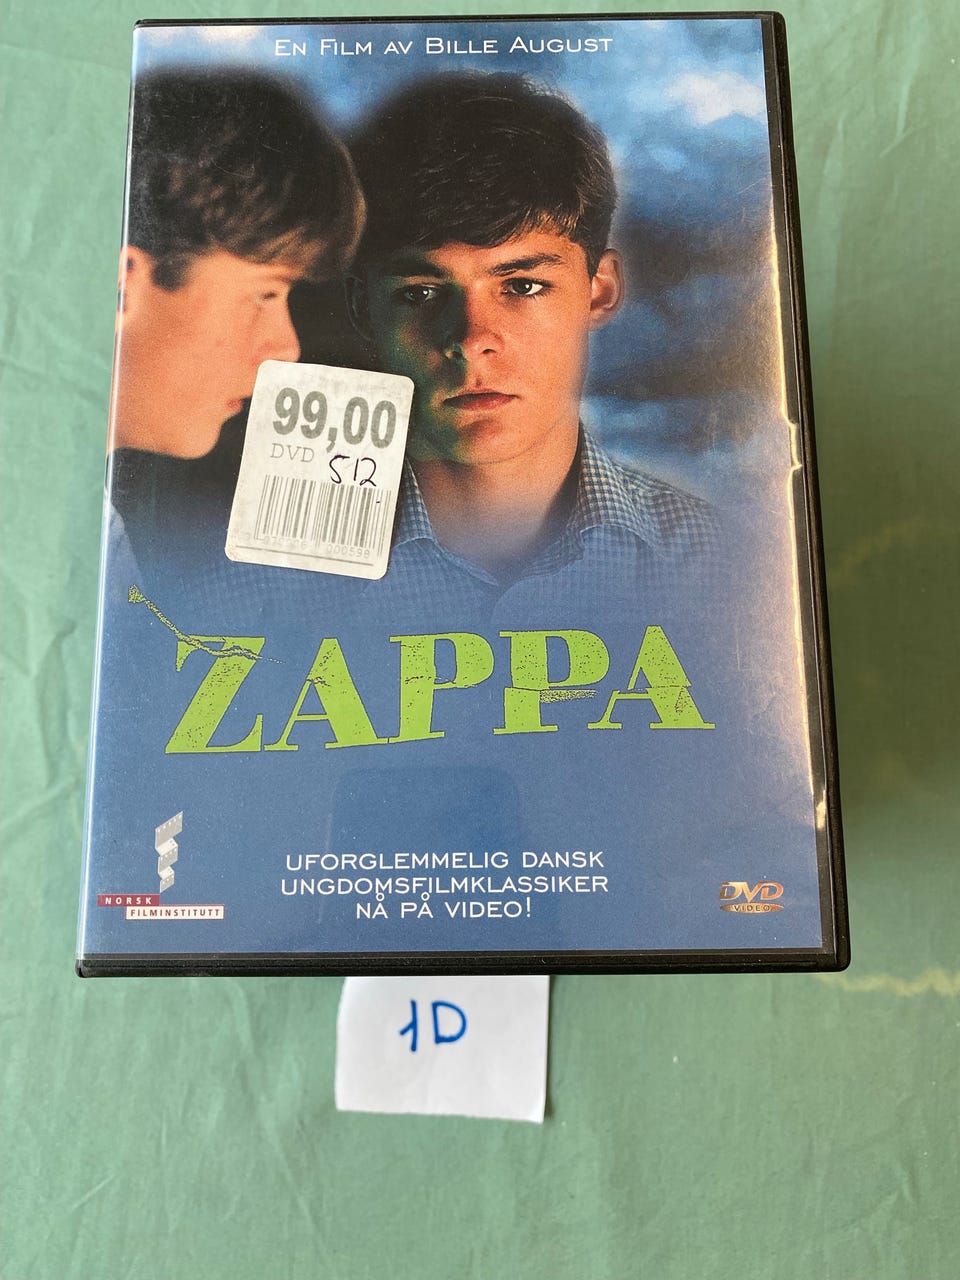 EN FILM AV BILLE AUGUST
99,00
DVD 512
000598
ZAPPA
UFORGLEMMELIG DANSK
UNGDOMSFILMKLASSIKER
NÅ PÅ VIDEO!
NORSK
FILMINSTITUTT
DVD
VIDEO
1D